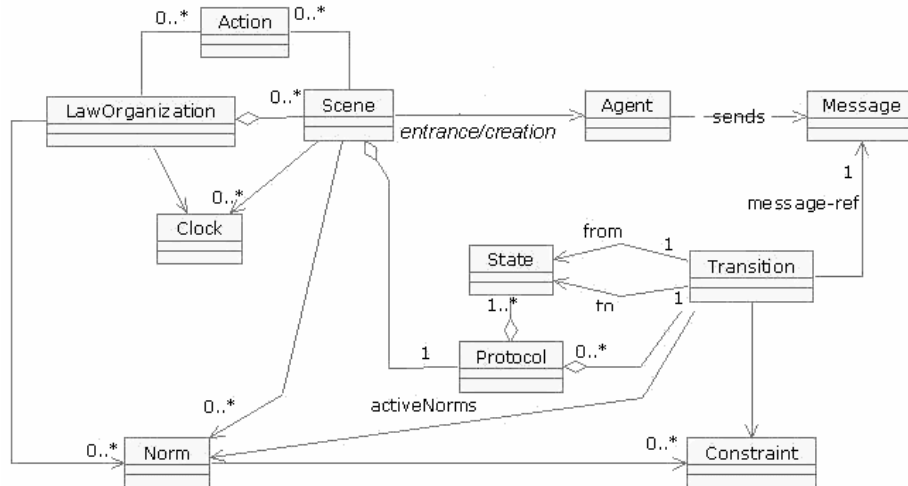 0..*
Action
0..*
LawOrganization
0..*
Scene
Agent
sends
Message
entrance/creation
1
message-ref
0..*
Clock
from
1
State
Transition
to
1
1..*
0..*
1
Protocol
activeNorms
0..*
0..*
Norm
0..*
Constraint